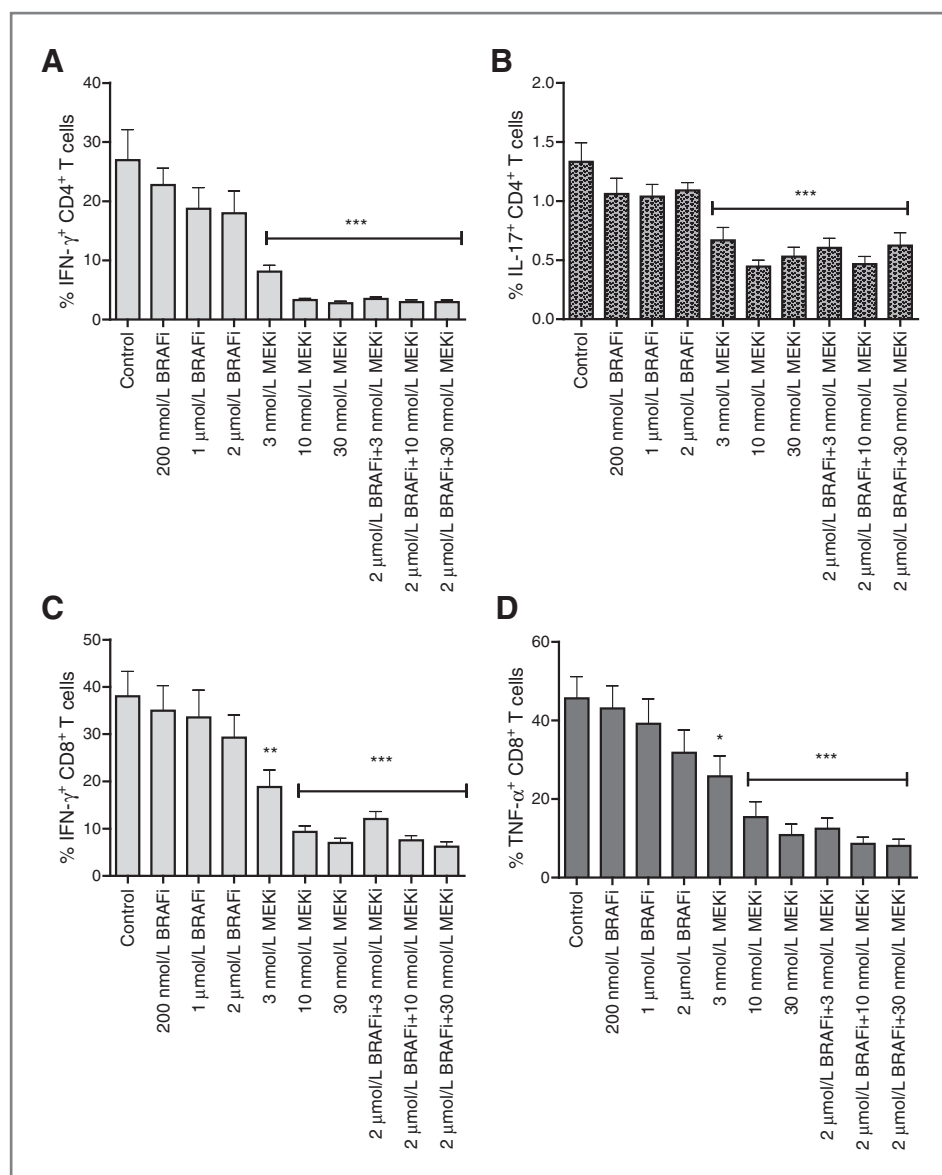 A
% IFN-γ⁺ CD4⁺ T cells
40
30
20
10
0
***
Control
200 nmol/L BRAFi
1 μmol/L BRAFi
2 μmol/L BRAFi
3 nmol/L MEKi
10 nmol/L MEKi
30 nmol/L MEKi
2 μmol/L BRAFi+3 nmol/L MEKi
2 μmol/L BRAFi+10 nmol/L MEKi
2 μmol/L BRAFi+30 nmol/L MEKi
B
% IL-17⁺ CD4⁺ T cells
2.0
1.5
1.0
0.5
0.0
***
Control
200 nmol/L BRAFi
1 μmol/L BRAFi
2 μmol/L BRAFi
3 nmol/L MEKi
10 nmol/L MEKi
30 nmol/L MEKi
2 μmol/L BRAFi+3 nmol/L MEKi
2 μmol/L BRAFi+10 nmol/L MEKi
2 μmol/L BRAFi+30 nmol/L MEKi
C
% IFN-γ⁺ CD8⁺ T cells
50
40
30
20
10
0
**
***
Control
200 nmol/L BRAFi
1 μmol/L BRAFi
2 μmol/L BRAFi
3 nmol/L MEKi
10 nmol/L MEKi
30 nmol/L MEKi
2 μmol/L BRAFi+3 nmol/L MEKi
2 μmol/L BRAFi+10 nmol/L MEKi
2 μmol/L BRAFi+30 nmol/L MEKi
D
% TNF-α⁺ CD8⁺ T cells
60
40
20
0
*
***
Control
200 nmol/L BRAFi
1 μmol/L BRAFi
2 μmol/L BRAFi
3 nmol/L MEKi
10 nmol/L MEKi
30 nmol/L MEKi
2 μmol/L BRAFi+3 nmol/L MEKi
2 μmol/L BRAFi+10 nmol/L MEKi
2 μmol/L BRAFi+30 nmol/L MEKi